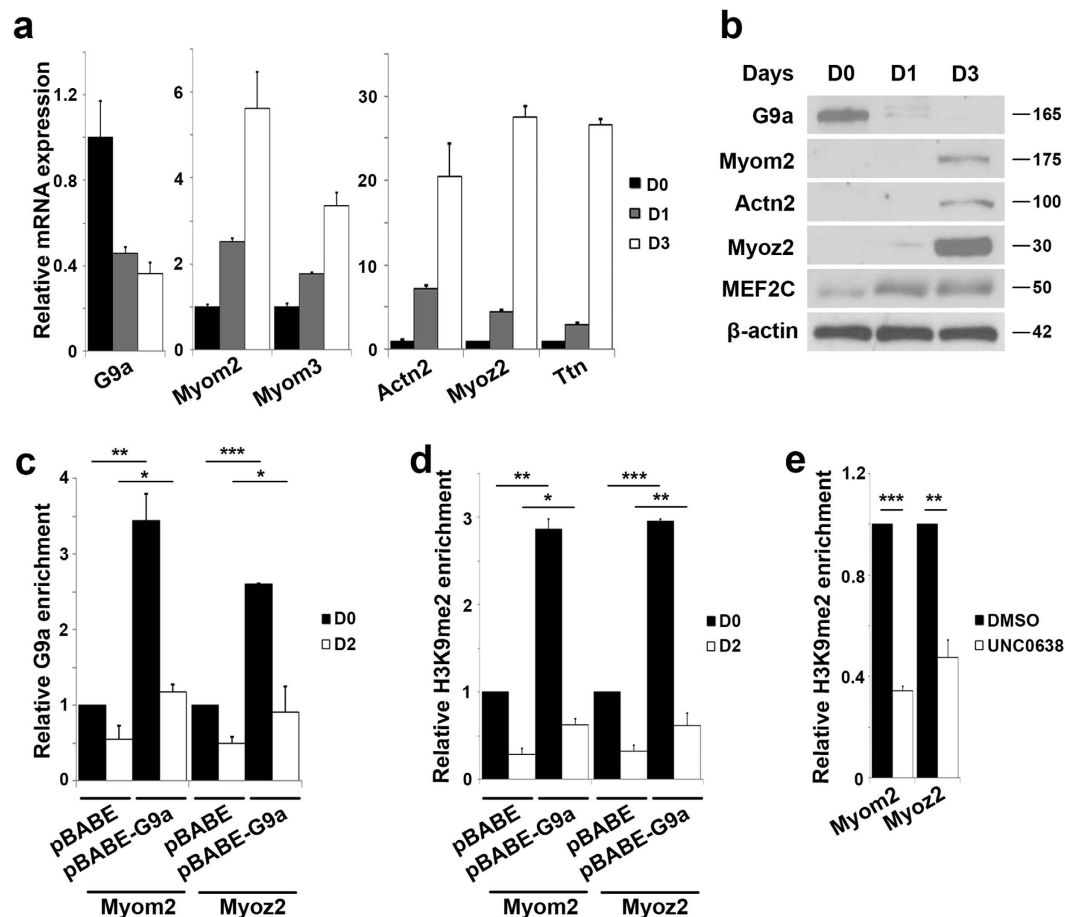 a
Relative mRNA expression
1.2
0.8
0.4
0
G9a
6
4
2
0
Myom2
Myom3
30
20
10
0
Actn2
Myoz2
Ttn
D0
D1
D3
b
Days D0 D1 D3
G9a 165
Myom2 175
Actn2 100
Myoz2 30
MEF2C 50
β-actin 42
c
Relative G9a enrichment
4
3
2
1
0
** ***
* *
D0
D2
pBABE
pBABE-G9a
pBABE
pBABE-G9a
Myom2 Myoz2
d
Relative H3K9me2 enrichment
3
2
1
0
** ***
* **
D0
D2
pBABE
pBABE-G9a
pBABE
pBABE-G9a
Myom2 Myoz2
e
Relative H3K9me2 enrichment
1.2
0.8
0.4
0
*** **
DMSO
UNC0638
Myom2
Myoz2